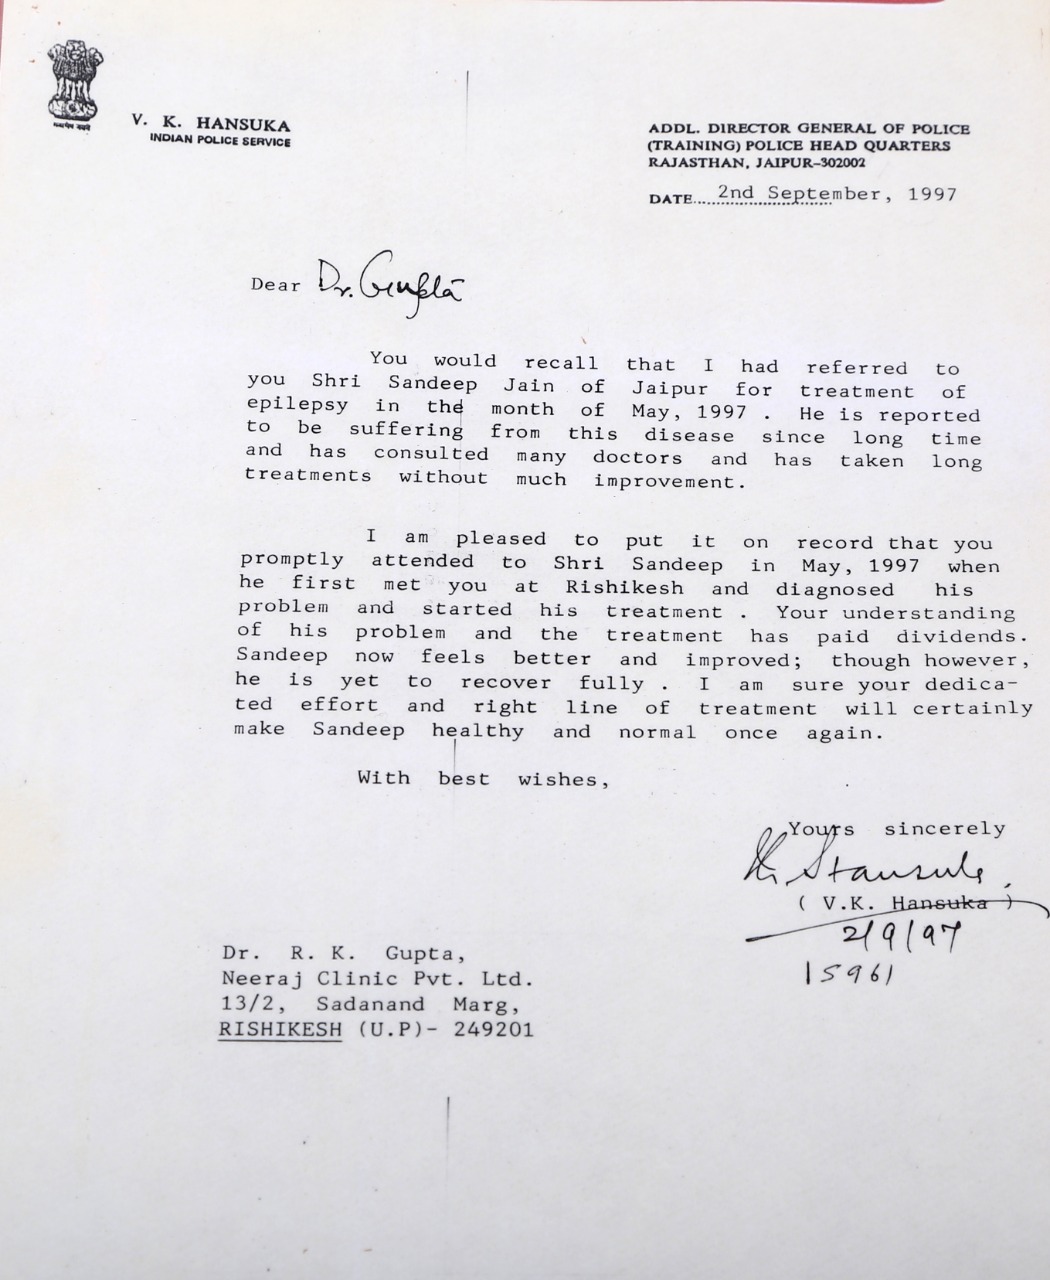 V. K. HANSUKA
INDIAN POLICE SERVICE
ADDL. DIRECTOR GENERAL OF POLICE
(TRAINING) POLICE HEAD QUARTERS
RAJASTHAN, JAIPUR-302002
DATE....2nd September, 1997
Dear Dr. Gupta
You would recall that I had referred to
you Shri Sandeep Jain of Jaipur for treatment of
epilepsy in the month of May, 1997 . He is reported
to be suffering from this disease since long time
and has consulted many doctors and has taken long
treatments without much improvement.
I am pleased to put it on record that you
promptly attended to Shri Sandeep in May, 1997 when
he first met you at Rishikesh and diagnosed his
problem and started his treatment . Your understanding
of his problem and the treatment has paid dividends.
Sandeep now feels better and improved; though however,
he is yet to recover fully . I am sure your dedica-
ted effort and right line of treatment will certainly
make Sandeep healthy and normal once again.
With best wishes,
Yours sincerely
( V.K. Hansuka )
2/9/97
15961
Dr. R. K. Gupta,
Neeraj Clinic Pvt. Ltd.
13/2, Sadanand Marg,
RISHIKESH (U.P)- 249201